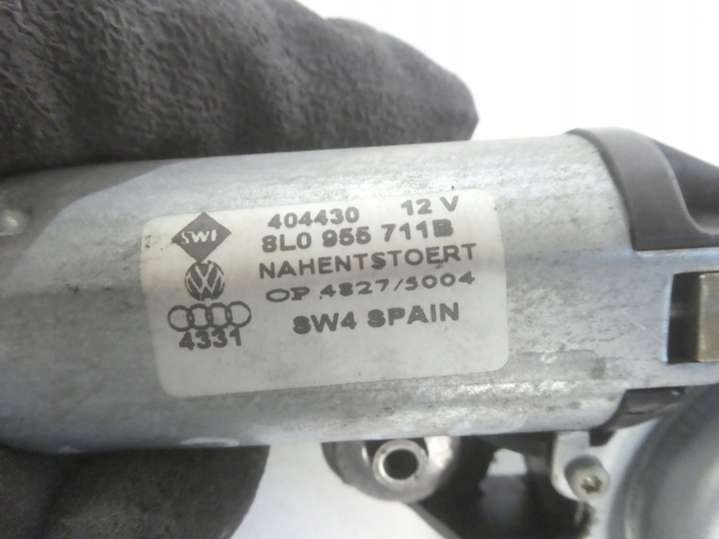 404430 12 V
SWF
8L0 955 711B
NAHENTSTOERT
OP 4827/5004
SW4 SPAIN
4331